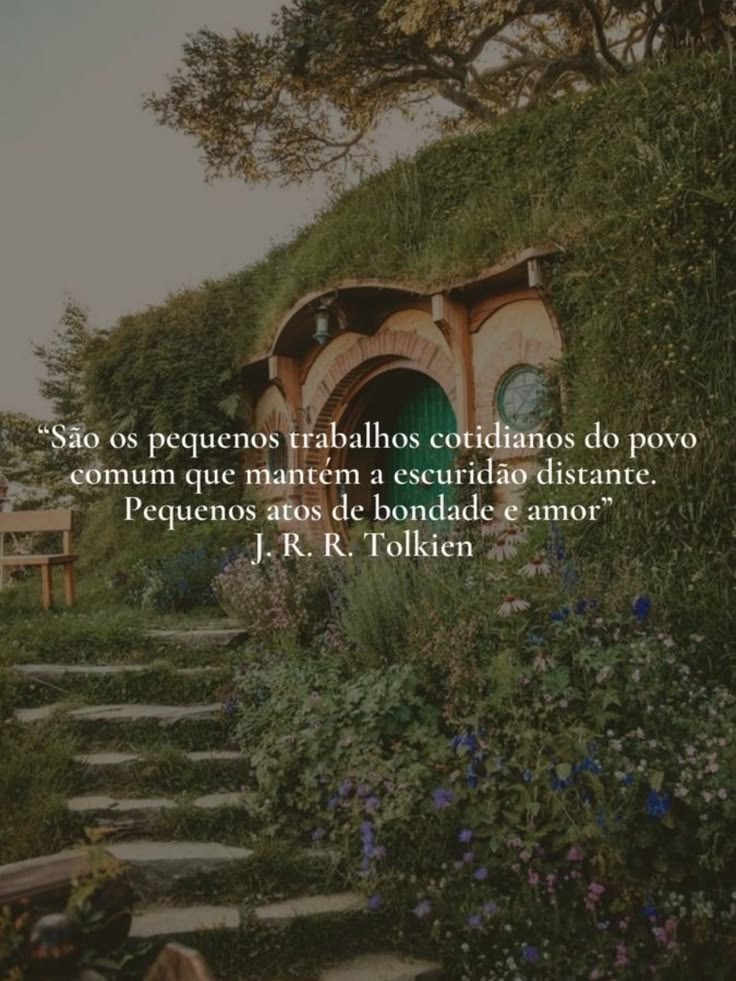 “São os pequenos trabalhos cotidianos do povo
comum que mantém a escuridão distante.
Pequenos atos de bondade e amor”
J. R. R. Tolkien